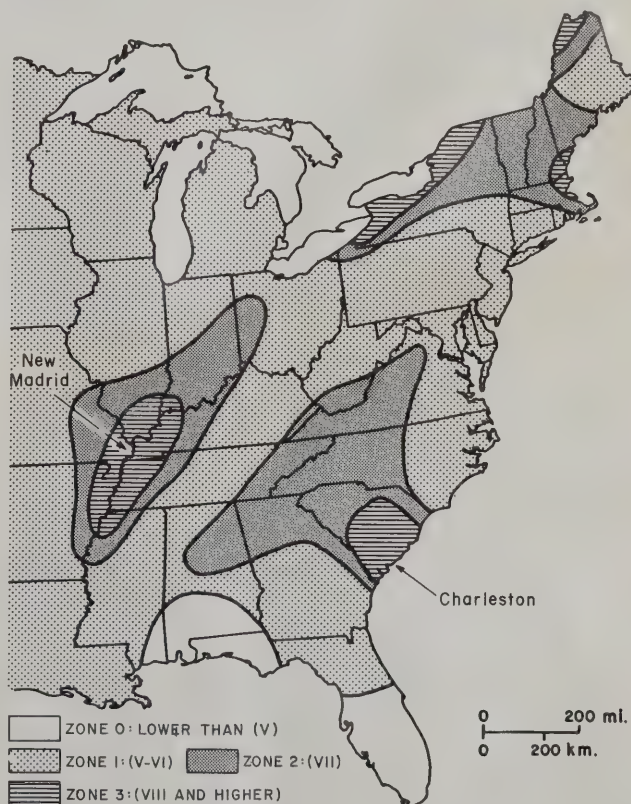 New
Madrid
Charleston
ZONE 0: LOWER THAN (V)
ZONE 1: (V-VI)
ZONE 2: (VII)
ZONE 3: (VIII AND HIGHER)
0 200 mi.
0 200 km.